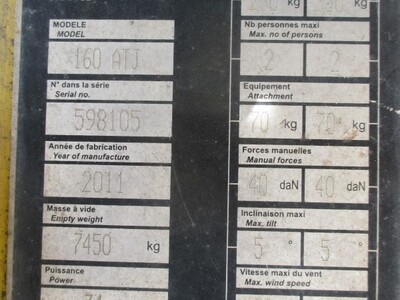 MODELE
MODEL
160 ATJ
N° dans la série
Serial no.
598105
Année de fabrication
Year of manufacture
2011
Masse à vide
Empty weight
7450 kg
Puissance
Power
kg kg
Nb personnes maxi
Max. no of persons
2 2
Equipement
Attachment
70 kg 70 kg
Forces manuelles
Manual forces
40 daN 40 daN
Inclinaison maxi
Max. tilt
5 ° 5 °
Vitesse maxi du vent
Max. wind speed